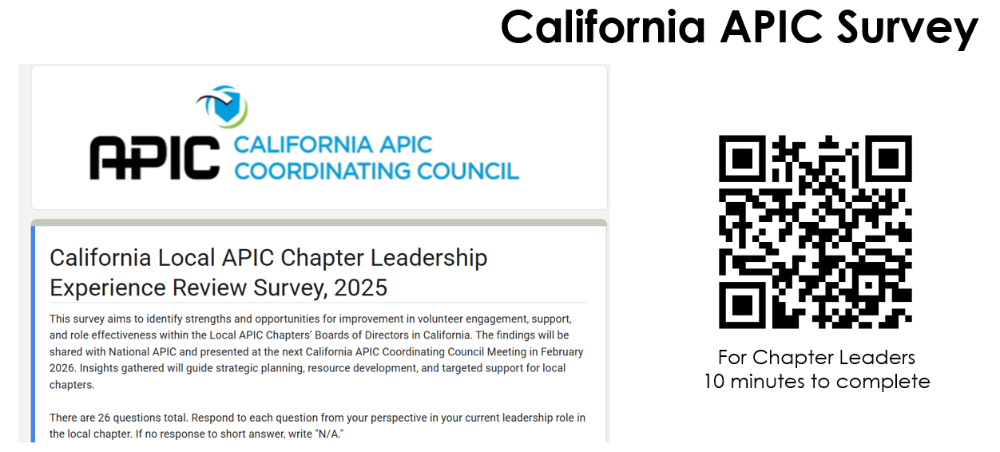 California APIC Survey
APIC
CALIFORNIA APIC
COORDINATING COUNCIL
California Local APIC Chapter Leadership
Experience Review Survey, 2025
This survey aims to identify strengths and opportunities for improvement in volunteer engagement, support,
and role effectiveness within the Local APIC Chapters’ Boards of Directors in California. The findings will be
shared with National APIC and presented at the next California APIC Coordinating Council Meeting in February
2026. Insights gathered will guide strategic planning, resource development, and targeted support for local
chapters.
There are 26 questions total. Respond to each question from your perspective in your current leadership role in
the local chapter. If no response to short answer, write "N/A."
For Chapter Leaders
10 minutes to complete